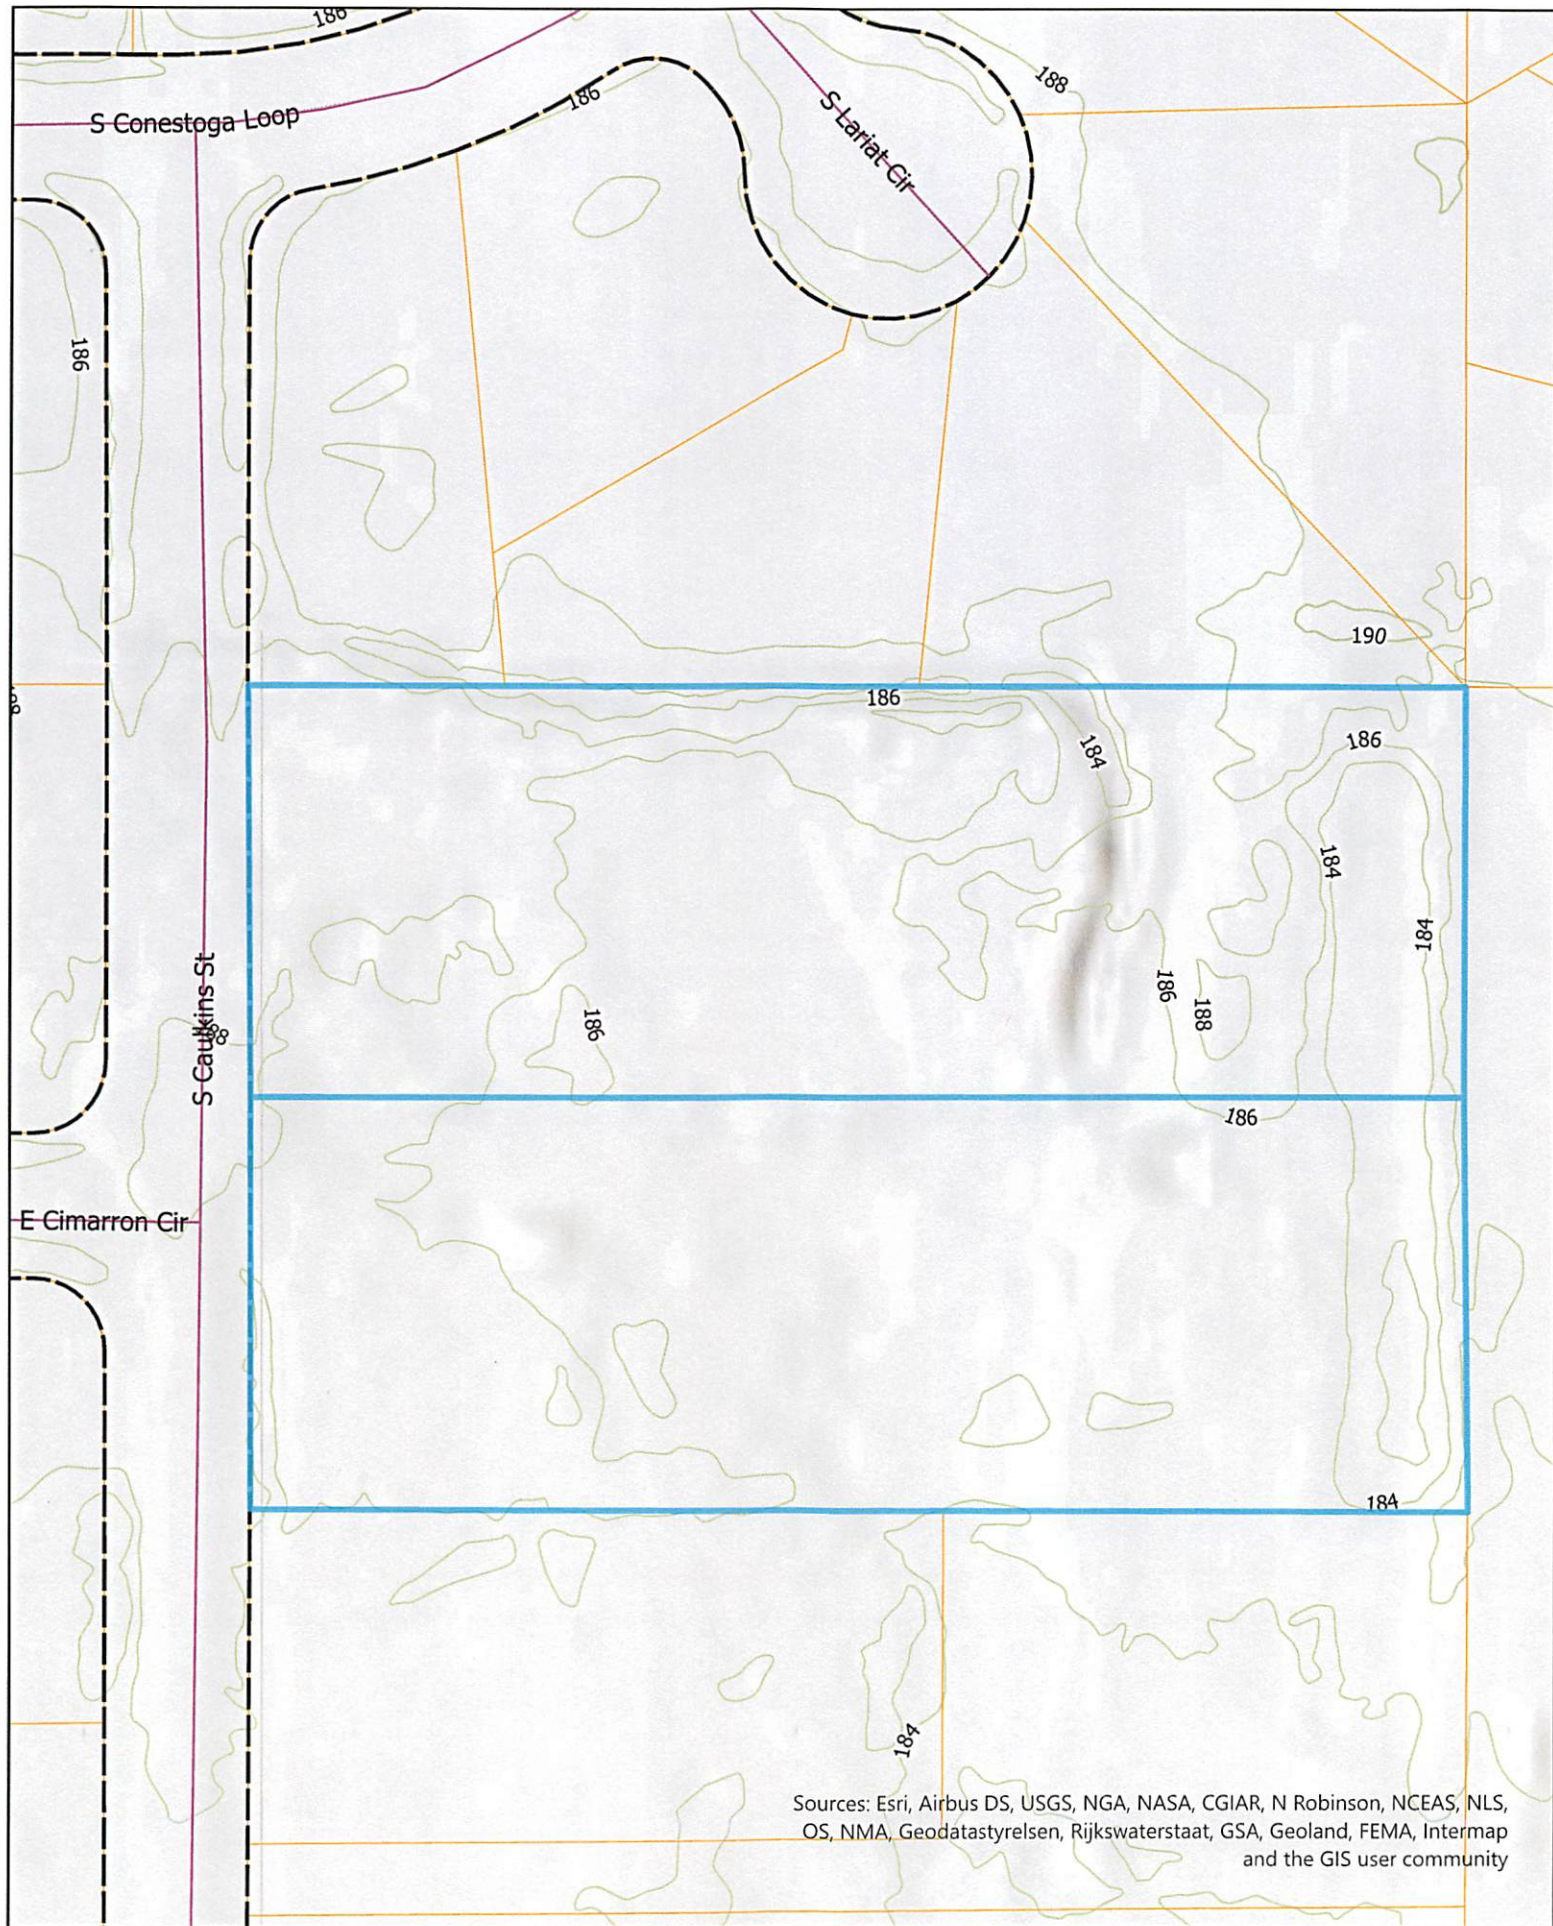 186
S Conestoga Loop
186
S Lariat Cir
188
186
190
186
184
186
184
184
186
188
186
S Caulkins St
186
E Cimarron Cir
184
184
Sources: Esri, Airbus DS, USGS, NGA, NASA, CGIAR, N Robinson, NCEAS, NLS,
OS, NMA, Geodatastyrelsen, Rijkswaterstaat, GSA, Geoland, FEMA, Intermap
and the GIS user community